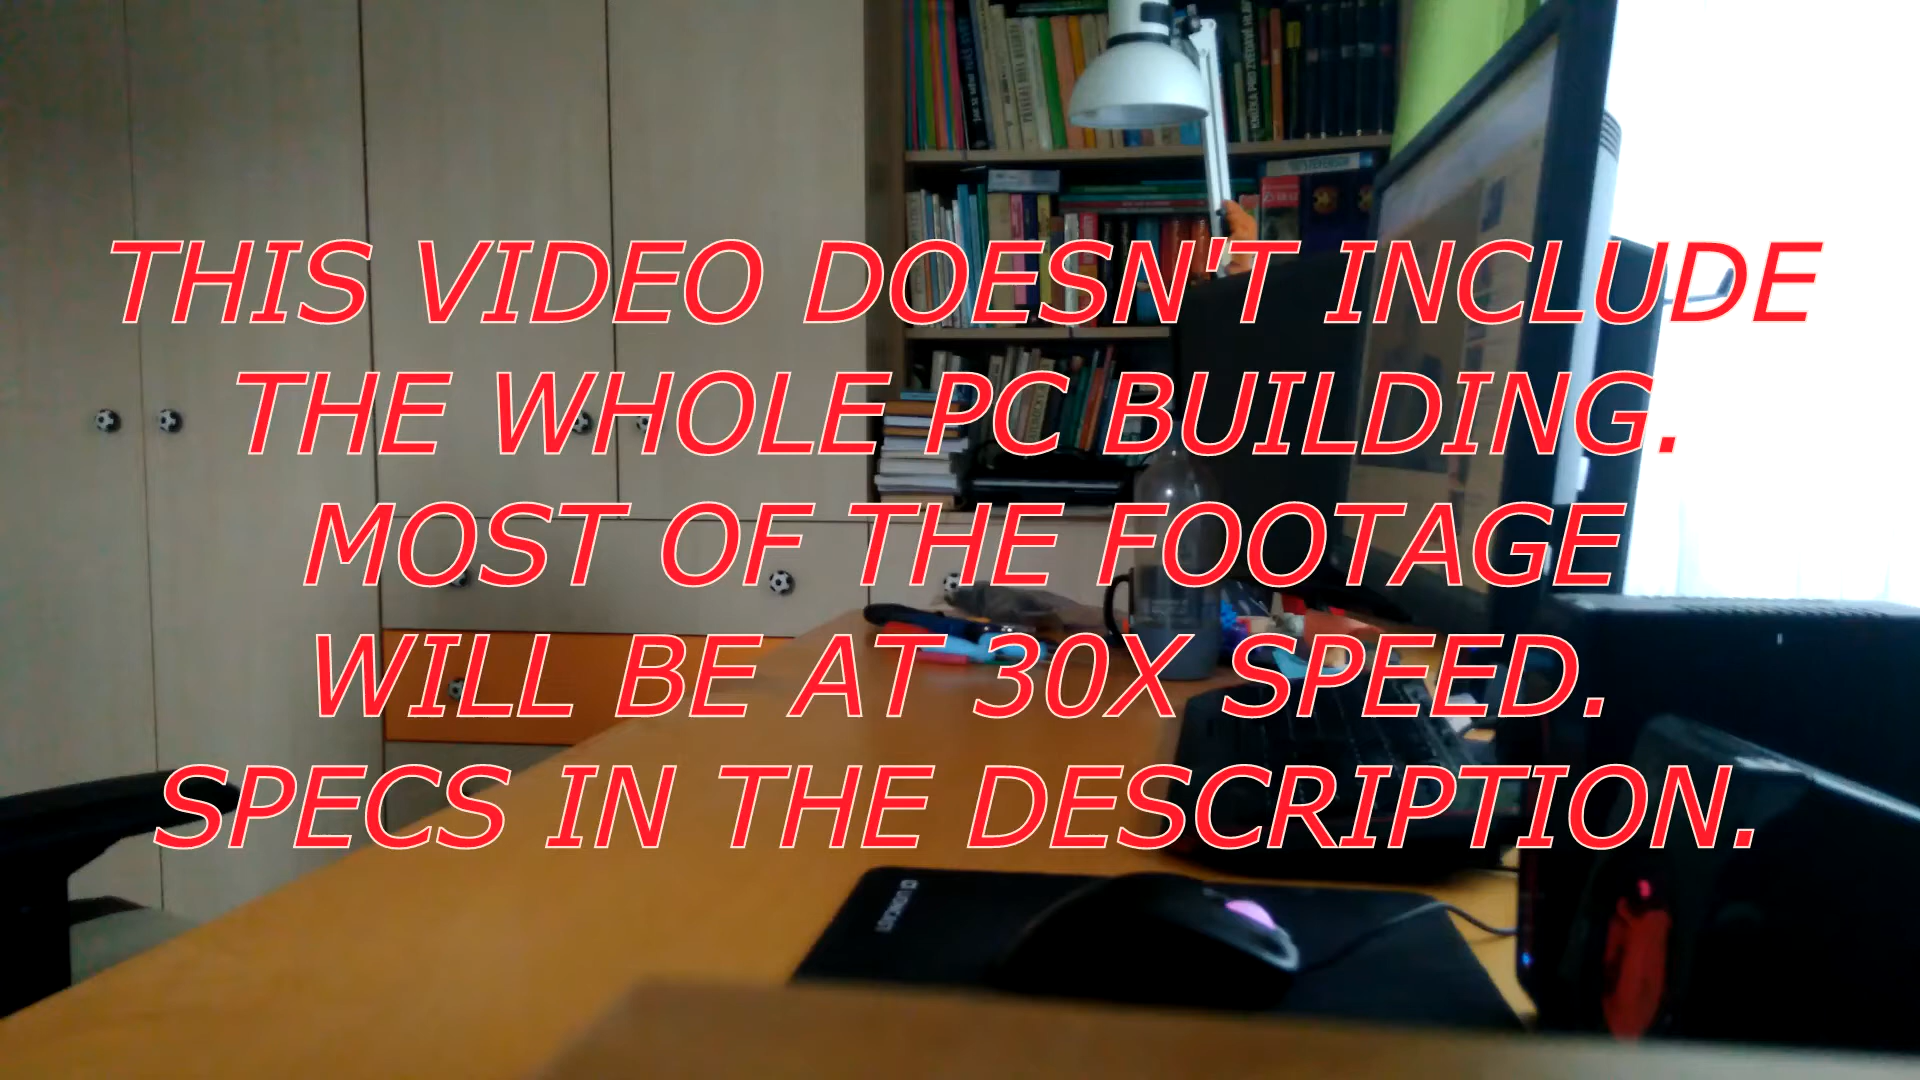 THIS VIDEO DOESN'T INCLUDE
THE WHOLE PC BUILDING.
MOST OF THE FOOTAGE
WILL BE AT 30X SPEED.
SPECS IN THE DESCRIPTION.